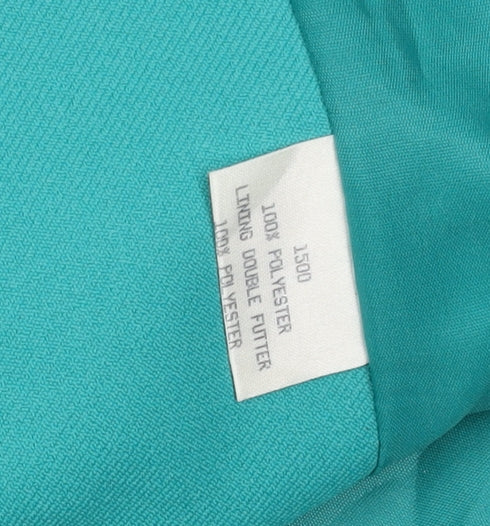 1500
100% POLYESTER
LINING DOUBLE FUTTER
100% POLYESTER